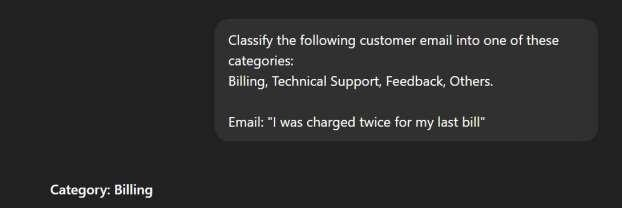 Classify the following customer email into one of these
categories:
Billing, Technical Support, Feedback, Others.
Email: "I was charged twice for my last bill"
Category: Billing